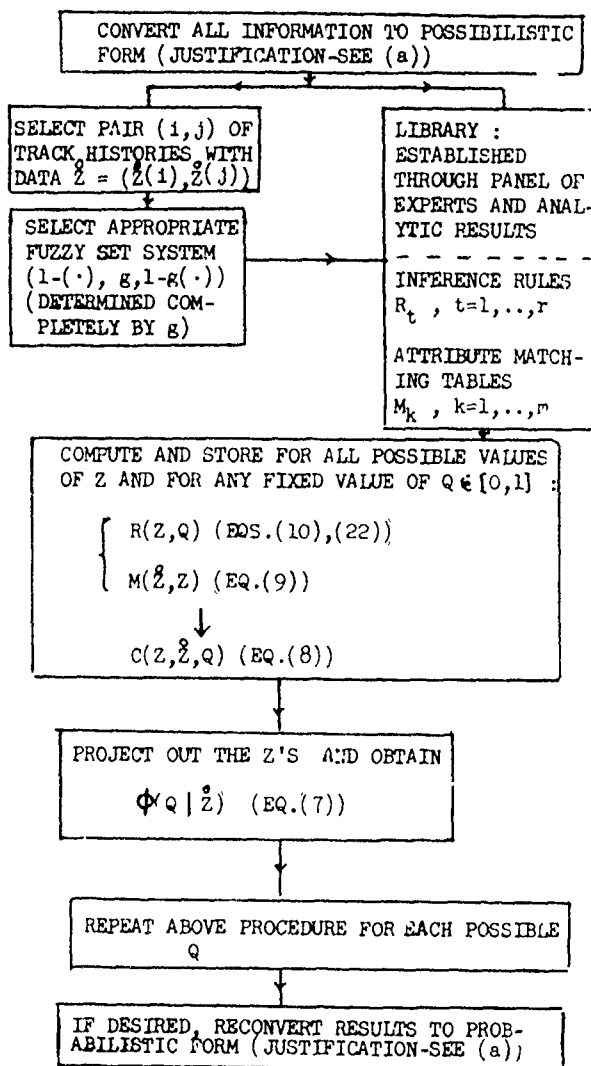 CONVERT ALL INFORMATION TO POSSIBILISTIC
FORM (JUSTIFICATION-SEE (a))
SELECT PAIR (i,j) OF
TRACK HISTORIES WITH
DATA Z̊ = (Z̊(i),Z̊(j))
SELECT APPROPRIATE
FUZZY SET SYSTEM
(1-(·), g,1-g(·))
(DETERMINED COM-
PLETELY BY g)
LIBRARY :
ESTABLISHED
THROUGH PANEL OF
EXPERTS AND ANAL-
YTIC RESULTS
INFERENCE RULES
R_t , t=1,..,r
ATTRIBUTE MATCH-
ING TABLES
M_k , k=1,..,m
COMPUTE AND STORE FOR ALL POSSIBLE VALUES
OF Z AND FOR ANY FIXED VALUE OF Q ∈ [0,1] :
R(Z,Q) (EQS.(10),(22))
M(Z̊,Z) (EQ.(9))
C(Z,Z̊,Q) (EQ.(8))
PROJECT OUT THE Z'S AND OBTAIN
ϕ(Q | Z̊) (EQ.(7))
REPEAT ABOVE PROCEDURE FOR EACH POSSIBLE
Q
IF DESIRED, RECONVERT RESULTS TO PROB-
ABILISTIC FORM (JUSTIFICATION-SEE (a))